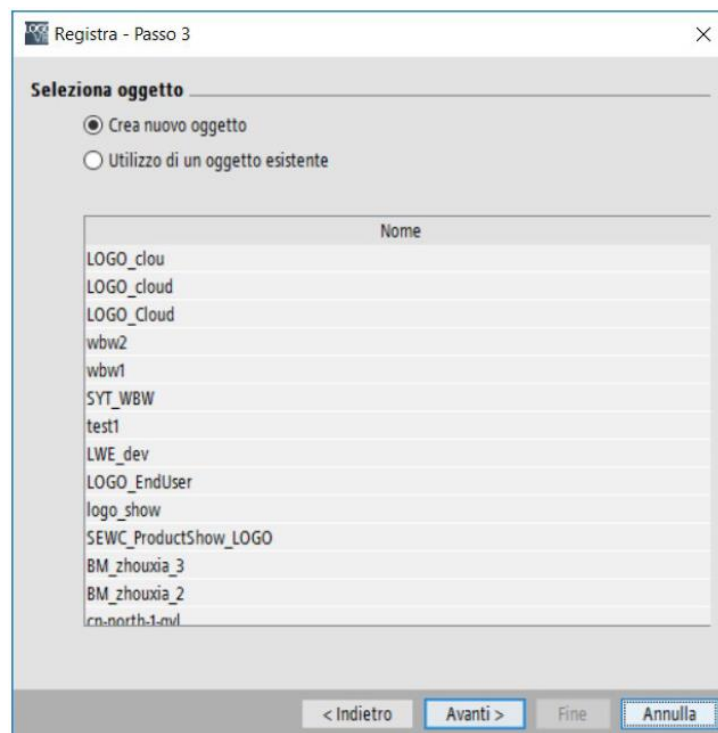 Registra - Passo 3
Seleziona oggetto
Crea nuovo oggetto
Utilizzo di un oggetto esistente
Nome
LOGO_clou
LOGO_cloud
LOGO_Cloud
wbw2
wbw1
SYT_WBW
test1
LWE_dev
LOGO_EndUser
logo_show
SEWC_ProductShow_LOGO
BM_zhouxia_3
BM_zhouxia_2
< Indietro Avanti > Fine Annulla